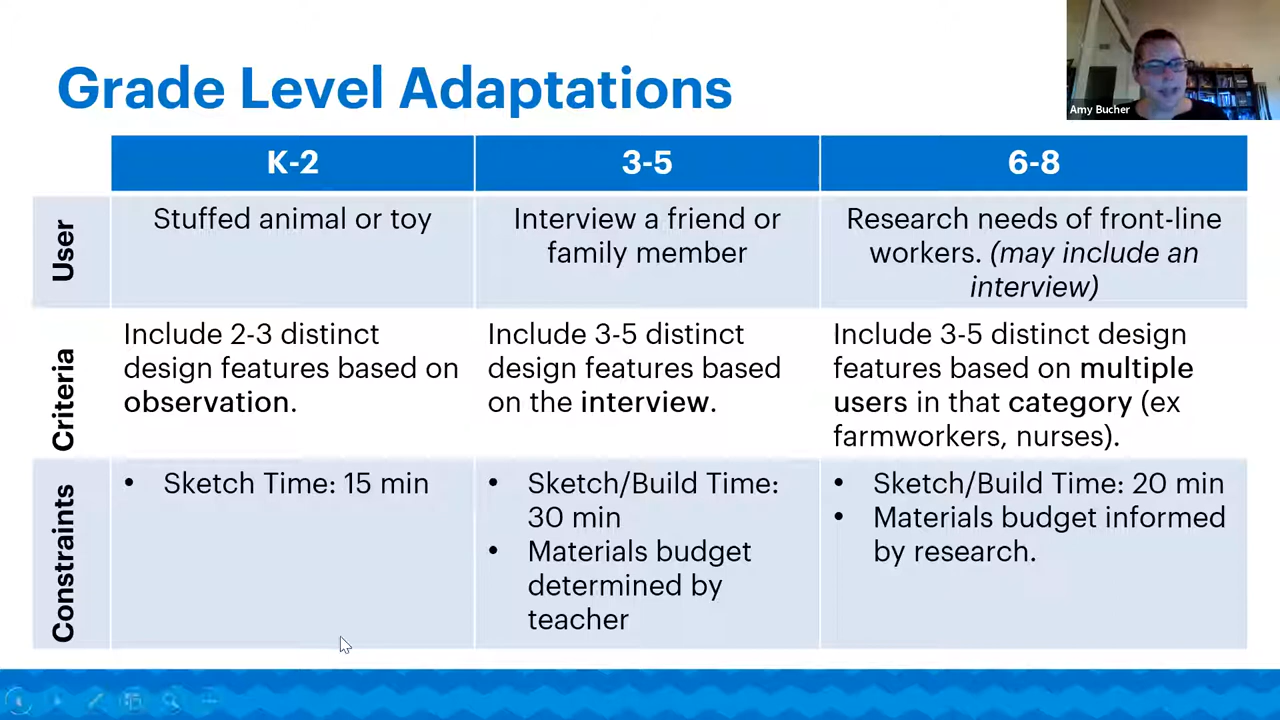 Grade Level Adaptations
Amy Bucher
K-2
3-5
6-8
User
Stuffed animal or toy
Interview a friend or
family member
Research needs of front-line
workers. (may include an
interview)
Criteria
Include 2-3 distinct
design features based on
observation.
Include 3-5 distinct
design features based
on the interview.
Include 3-5 distinct design
features based on multiple
users in that category (ex
farmworkers, nurses).
Constraints
• Sketch Time: 15 min
• Sketch/Build Time:
30 min
• Materials budget
determined by
teacher
• Sketch/Build Time: 20 min
• Materials budget informed
by research.